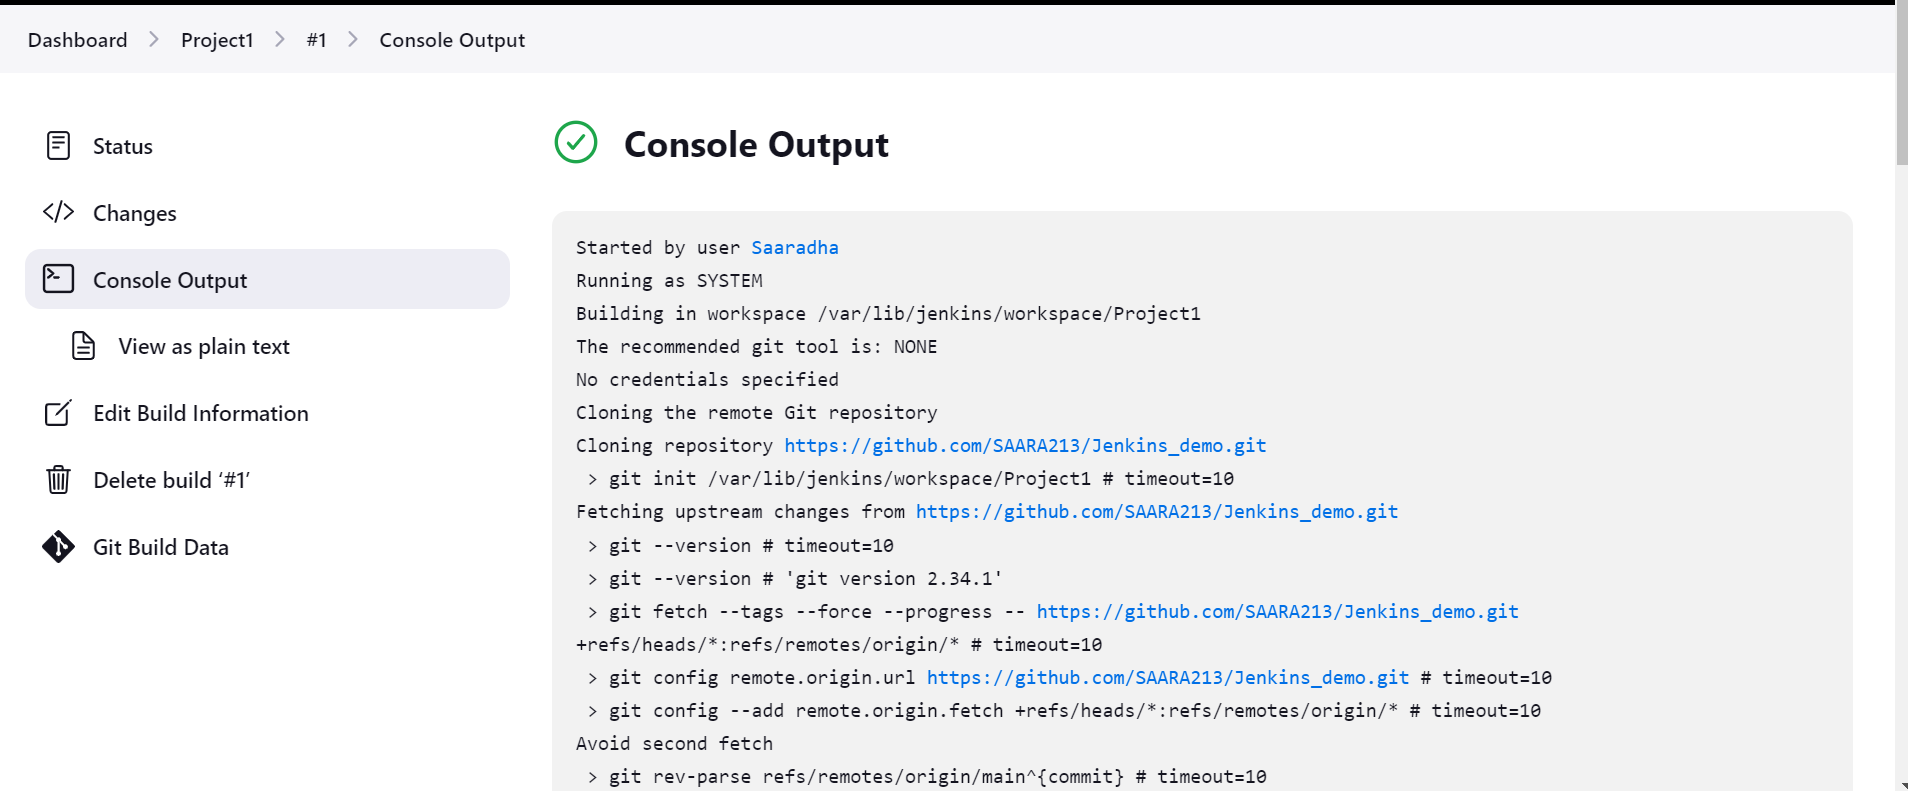 Dashboard > Project1 > #1 > Console Output
Status
Changes
Console Output
View as plain text
Edit Build Information
Delete build ‘#1’
Git Build Data
Console Output
Started by user Saaradha
Running as SYSTEM
Building in workspace /var/lib/jenkins/workspace/Project1
The recommended git tool is: NONE
No credentials specified
Cloning the remote Git repository
Cloning repository https://github.com/SAARA213/Jenkins_demo.git
 > git init /var/lib/jenkins/workspace/Project1 # timeout=10
Fetching upstream changes from https://github.com/SAARA213/Jenkins_demo.git
 > git --version # timeout=10
 > git --version # 'git version 2.34.1'
 > git fetch --tags --force --progress -- https://github.com/SAARA213/Jenkins_demo.git
+refs/heads/*:refs/remotes/origin/* # timeout=10
 > git config remote.origin.url https://github.com/SAARA213/Jenkins_demo.git # timeout=10
 > git config --add remote.origin.fetch +refs/heads/*:refs/remotes/origin/* # timeout=10
Avoid second fetch
 > git rev-parse refs/remotes/origin/main^{commit} # timeout=10